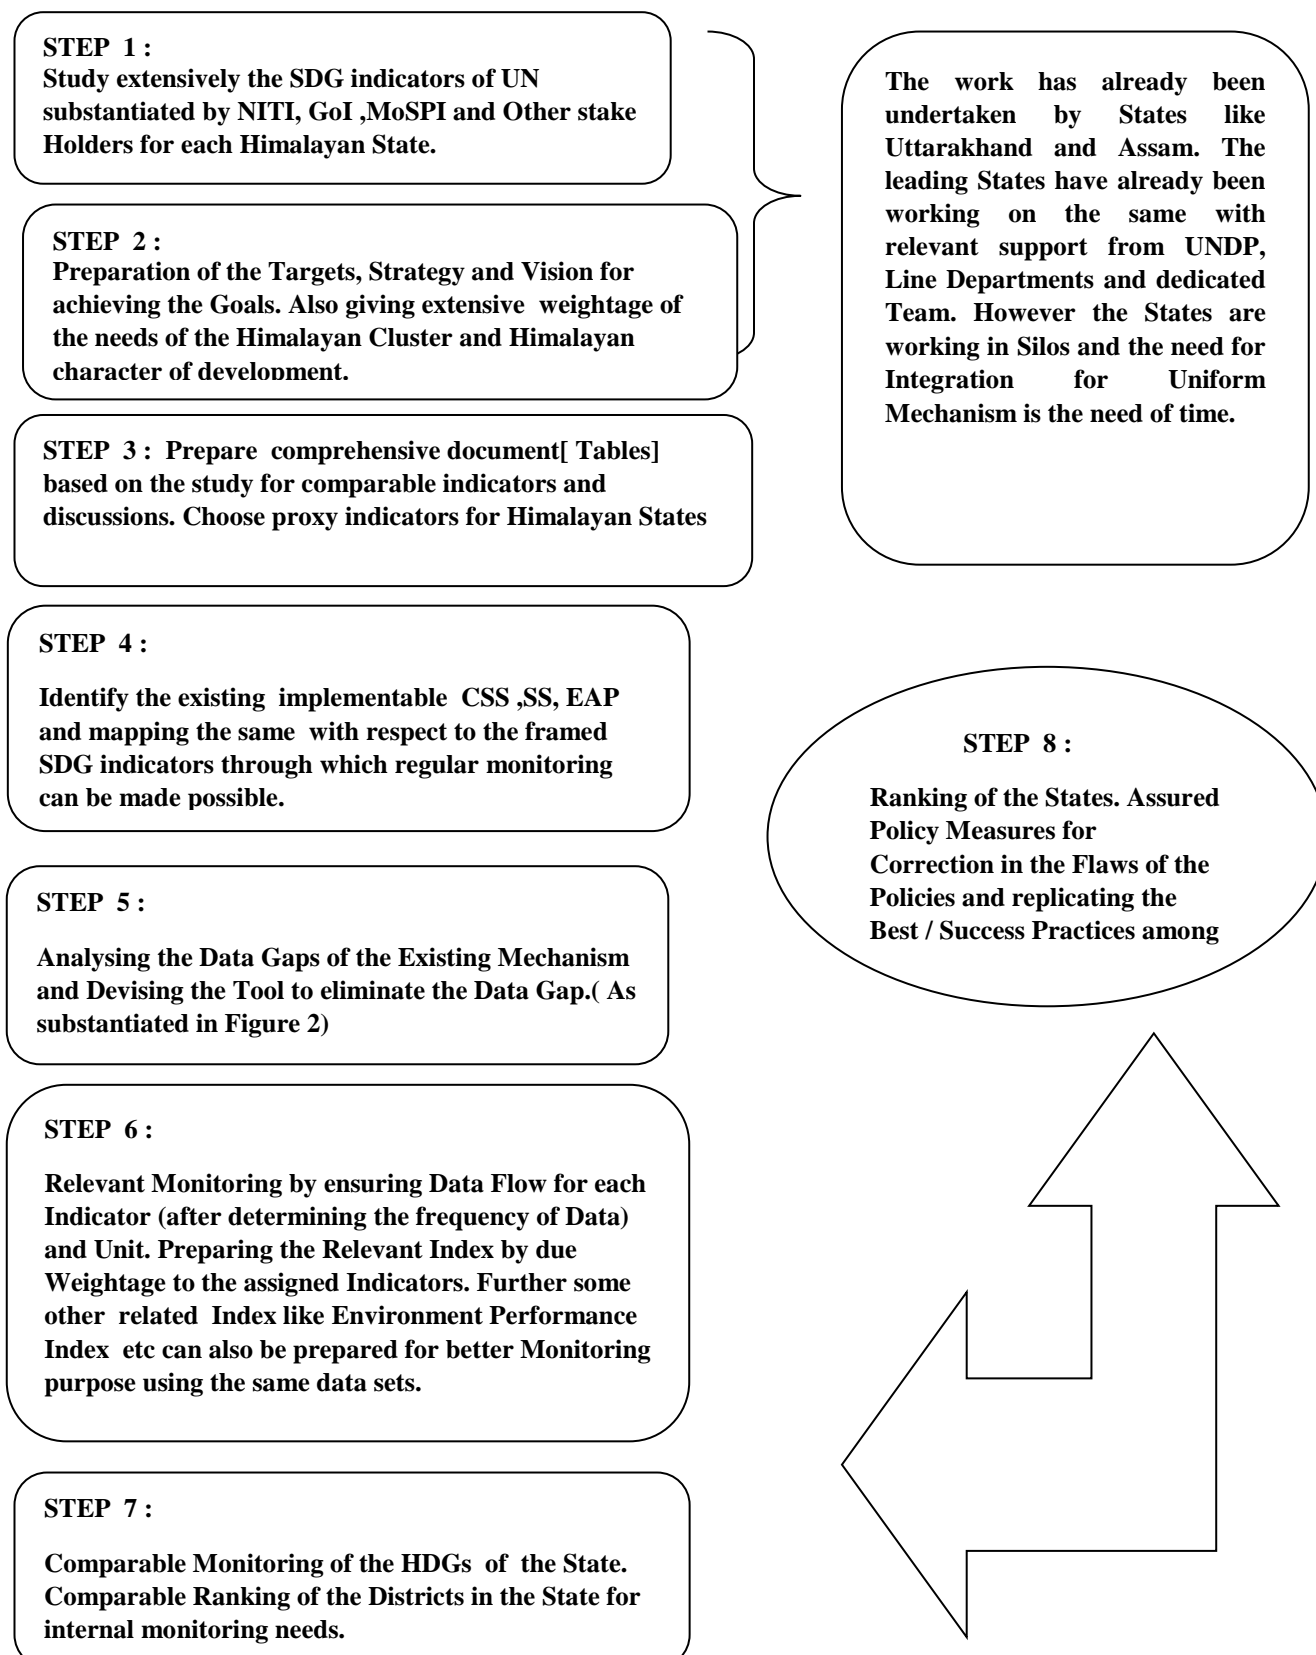 STEP 1 :
Study extensively the SDG indicators of UN
substantiated by NITI, GoI ,MoSPI and Other stake
Holders for each Himalayan State.
STEP 2 :
Preparation of the Targets, Strategy and Vision for
achieving the Goals. Also giving extensive weightage of
the needs of the Himalayan Cluster and Himalayan
character of development.
STEP 3 : Prepare comprehensive document[ Tables]
based on the study for comparable indicators and
discussions. Choose proxy indicators for Himalayan States
STEP 4 :
Identify the existing implementable CSS ,SS, EAP
and mapping the same with respect to the framed
SDG indicators through which regular monitoring
can be made possible.
STEP 5 :
Analysing the Data Gaps of the Existing Mechanism
and Devising the Tool to eliminate the Data Gap.( As
substantiated in Figure 2)
STEP 6 :
Relevant Monitoring by ensuring Data Flow for each
Indicator (after determining the frequency of Data)
and Unit. Preparing the Relevant Index by due
Weightage to the assigned Indicators. Further some
other related Index like Environment Performance
Index etc can also be prepared for better Monitoring
purpose using the same data sets.
STEP 7 :
Comparable Monitoring of the HDGs of the State.
Comparable Ranking of the Districts in the State for
internal monitoring needs.
The work has already been
undertaken by States like
Uttarakhand and Assam. The
leading States have already been
working on the same with
relevant support from UNDP,
Line Departments and dedicated
Team. However the States are
working in Silos and the need for
Integration for Uniform
Mechanism is the need of time.
STEP 8 :
Ranking of the States. Assured
Policy Measures for
Correction in the Flaws of the
Policies and replicating the
Best / Success Practices among